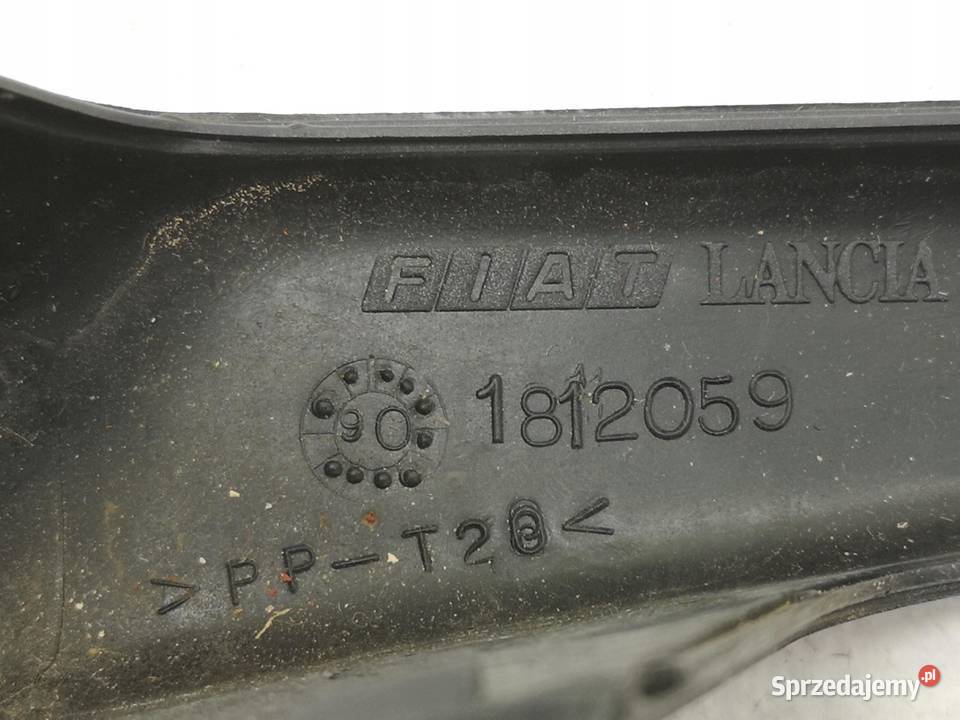 FIAT LANCIA
90 1812059
>PP-T20<
Sprzedajemy.pl